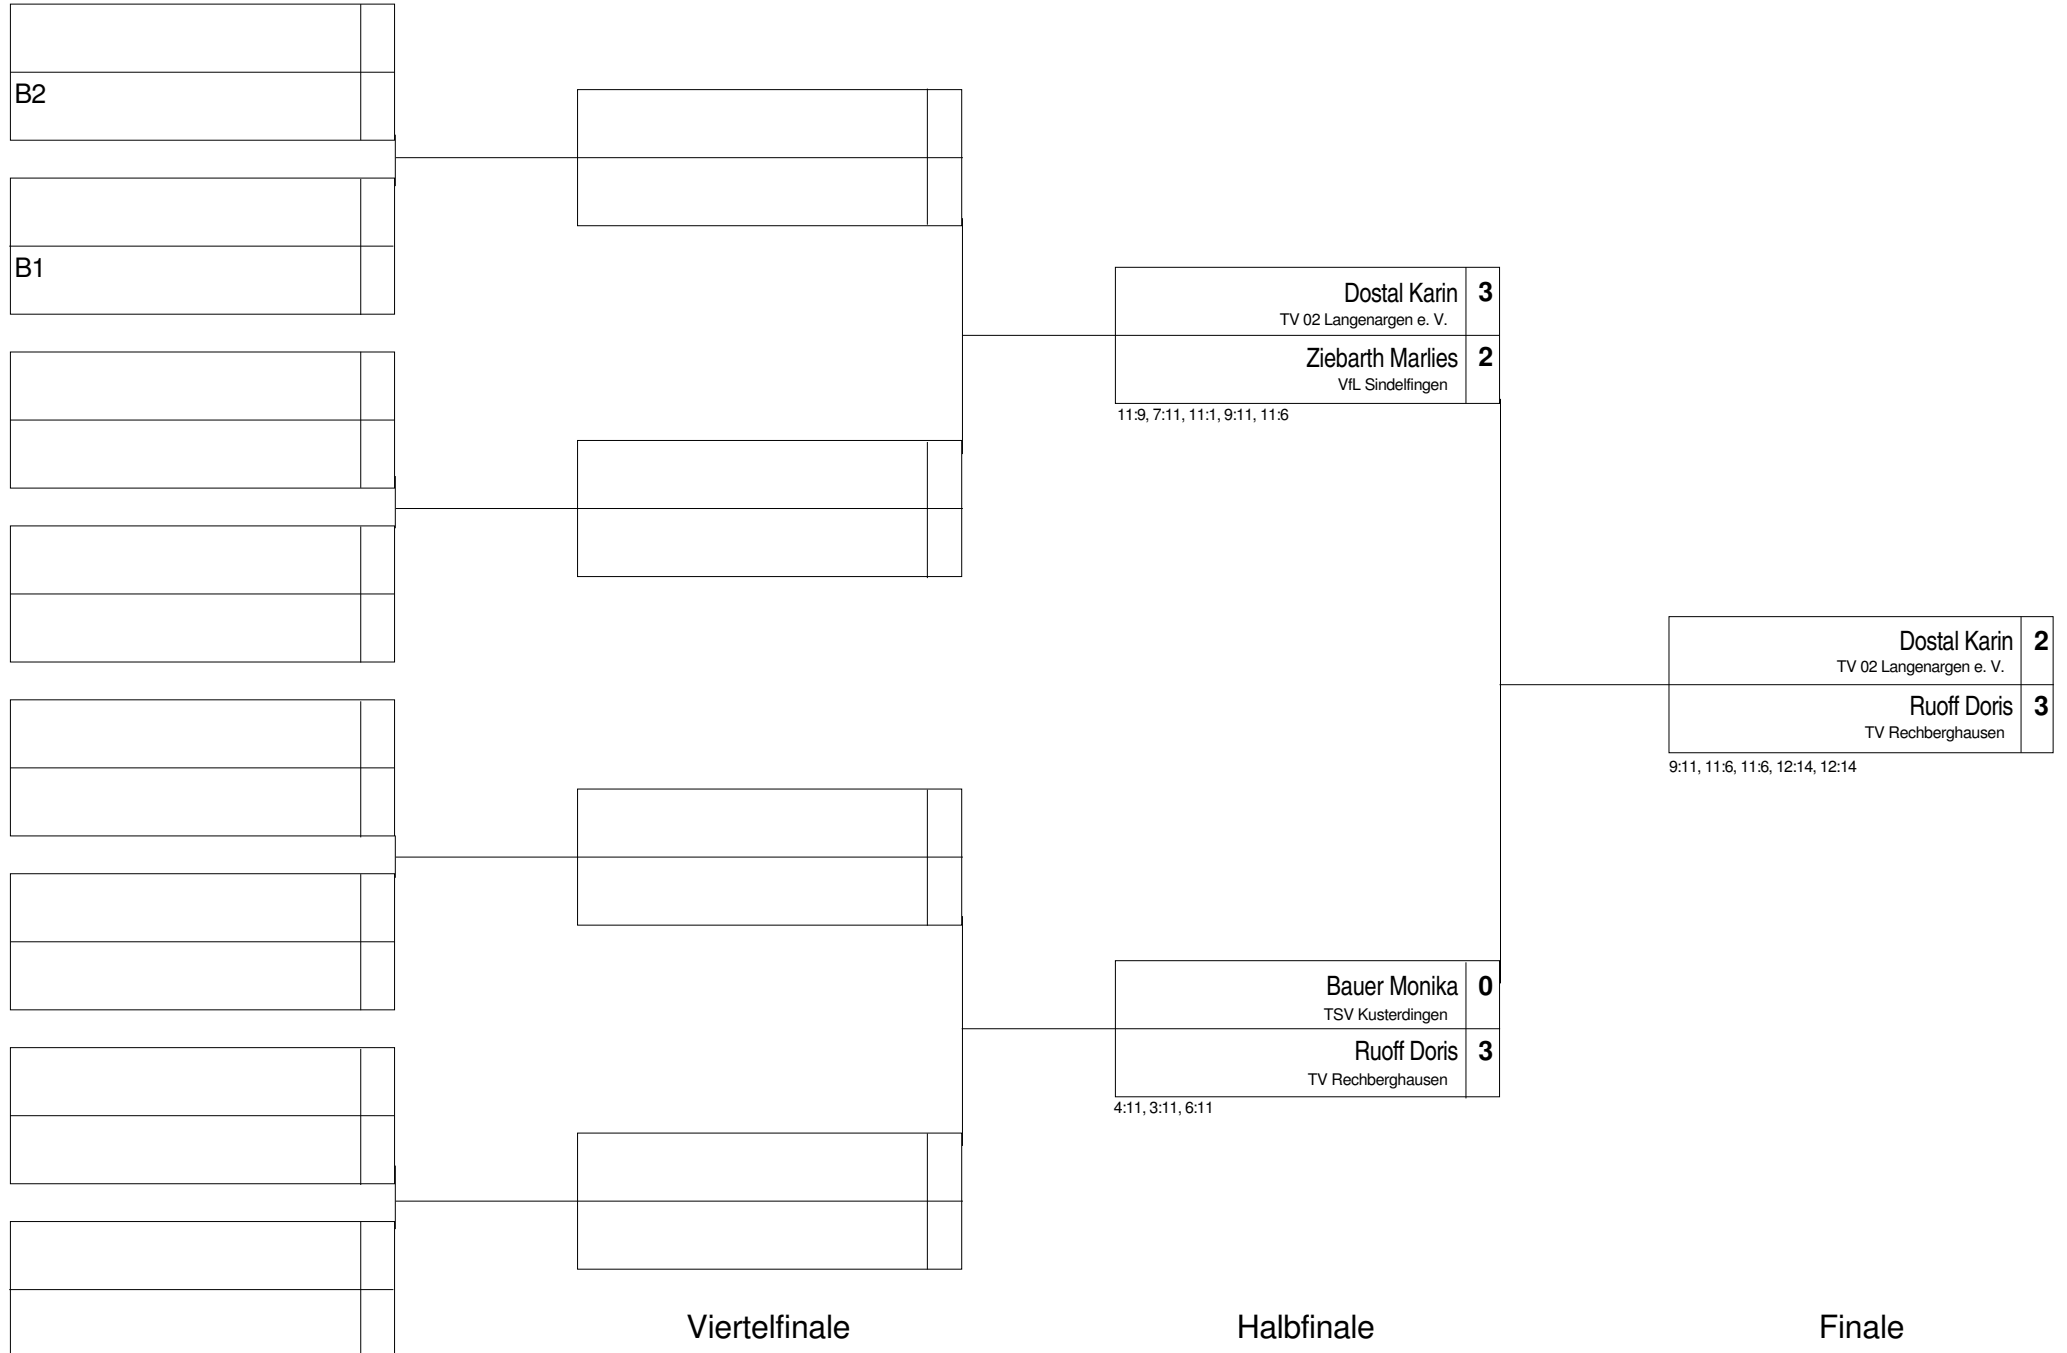 B2
B1
Dostal Karin 3
TV 02 Langenargen e. V.
Ziebarth Marlies 2
VfL Sindelfingen
11:9, 7:11, 11:1, 9:11, 11:6
Dostal Karin 2
TV 02 Langenargen e. V.
Ruoff Doris 3
TV Rechberghausen
9:11, 11:6, 11:6, 12:14, 12:14
Bauer Monika 0
TSV Kusterdingen
Ruoff Doris 3
TV Rechberghausen
4:11, 3:11, 6:11
Viertelfinale Halbfinale Finale